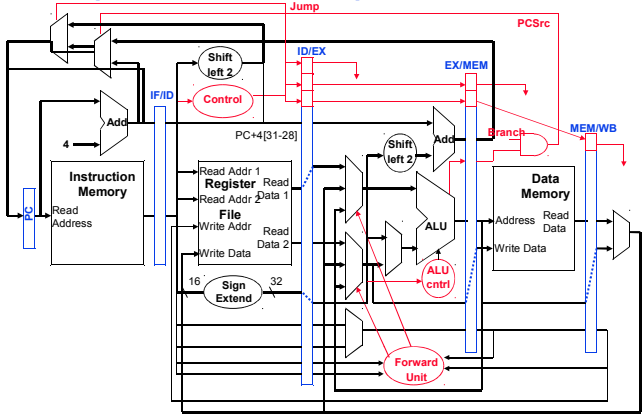 Jump
PCSrc
ID/EX
EX/MEM
Shift
left 2
IF/ID
Control
Add
MEM/WB
PC+4[31-28]
Branch
Add
4
Shift
left 2
Instruction
Memory
Read Addr 1
Register
Read
Data 1
Read Addr 2
File
Data
Memory
PC
Read
Address
Write Addr
Read
Data 2
ALU
Address
Read
Data
Write Data
Write Data
16
Sign
Extend
32
ALU
cntrl
Forward
Unit